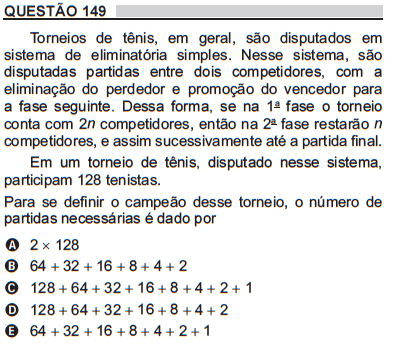 QUESTÃO 149
Torneios de tênis, em geral, são disputados em
sistema de eliminatória simples. Nesse sistema, são
disputadas partidas entre dois competidores, com a
eliminação do perdedor e promoção do vencedor para
a fase seguinte. Dessa forma, se na 1ª fase o torneio
conta com 2n competidores, então na 2ª fase restarão n
competidores, e assim sucessivamente até a partida final.
Em um torneio de tênis, disputado nesse sistema,
participam 128 tenistas.
Para se definir o campeão desse torneio, o número de
partidas necessárias é dado por
A 2 × 128
B 64 + 32 + 16 + 8 + 4 + 2
C 128 + 64 + 32 + 16 + 8 + 4 + 2 + 1
D 128 + 64 + 32 + 16 + 8 + 4 + 2
E 64 + 32 + 16 + 8 + 4 + 2 + 1